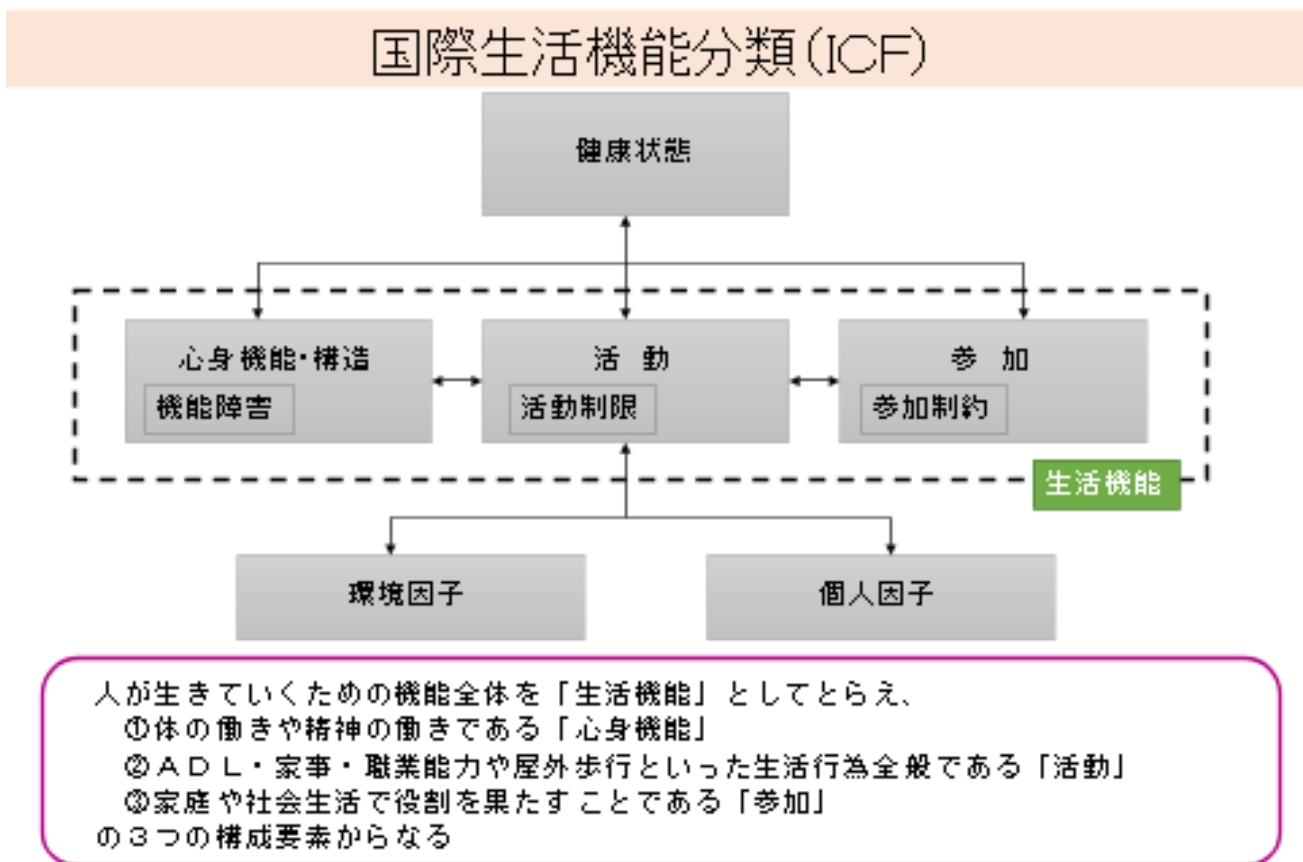 国際生活機能分類(ICF)
健康状態
心身機能・構造
機能障害
活 動
活動制限
参 加
参加制約
生活機能
環境因子
個人因子
人が生きていくための機能全体を「生活機能」としてとらえ、
①体の働きや精神の働きである「心身機能」
②ADL・家事・職業能力や屋外歩行といった生活行為全般である「活動」
③家庭や社会生活で役割を果たすことである「参加」
の3つの構成要素からなる